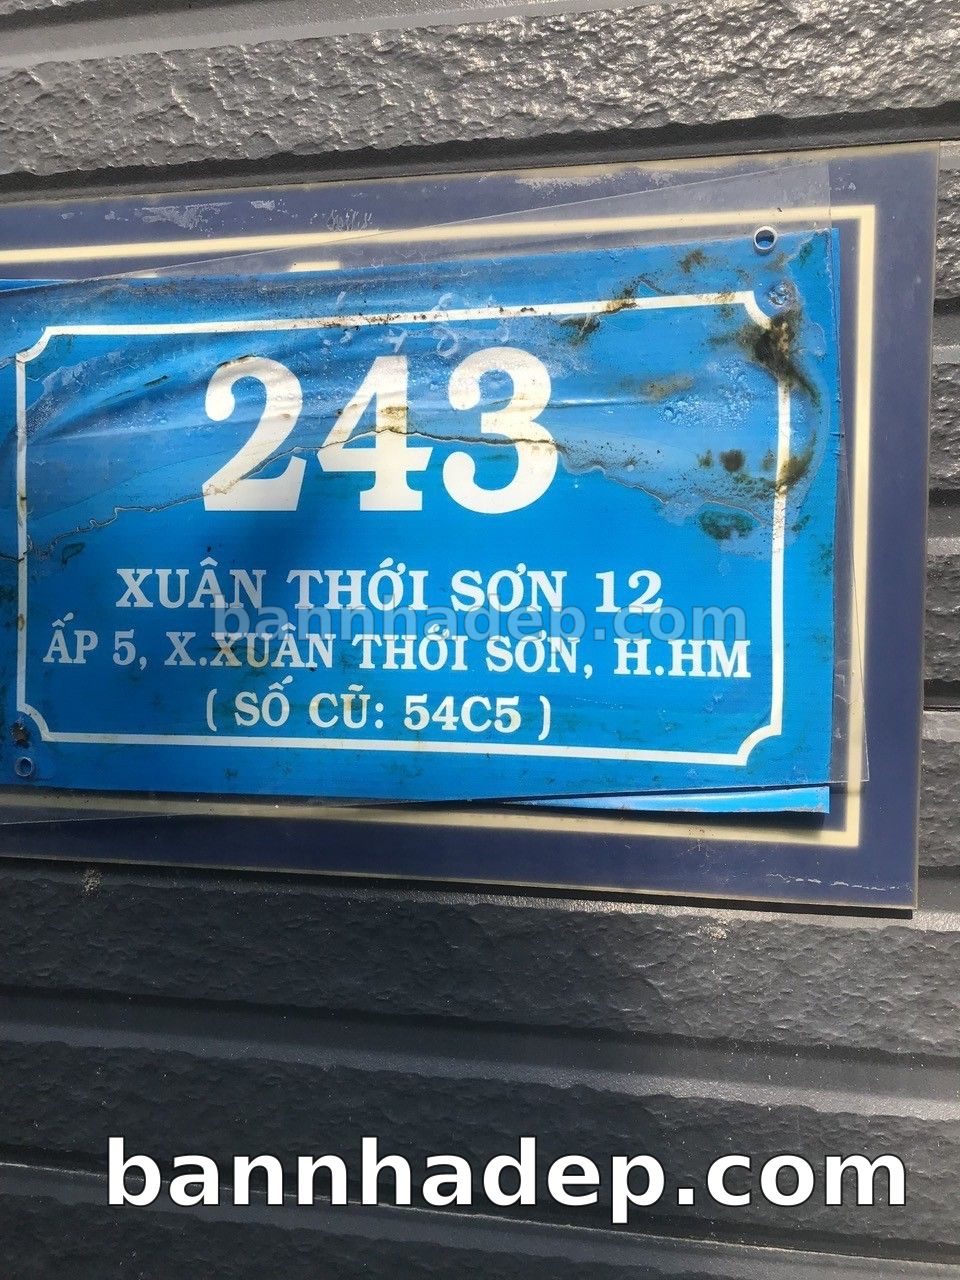 243
XUÂN THỚI SƠN 12
bannhadep.com
ẤP 5, X.XUÂN THỚI SƠN, H.HM
( SỐ CŨ: 54C5 )
bannhadep.com